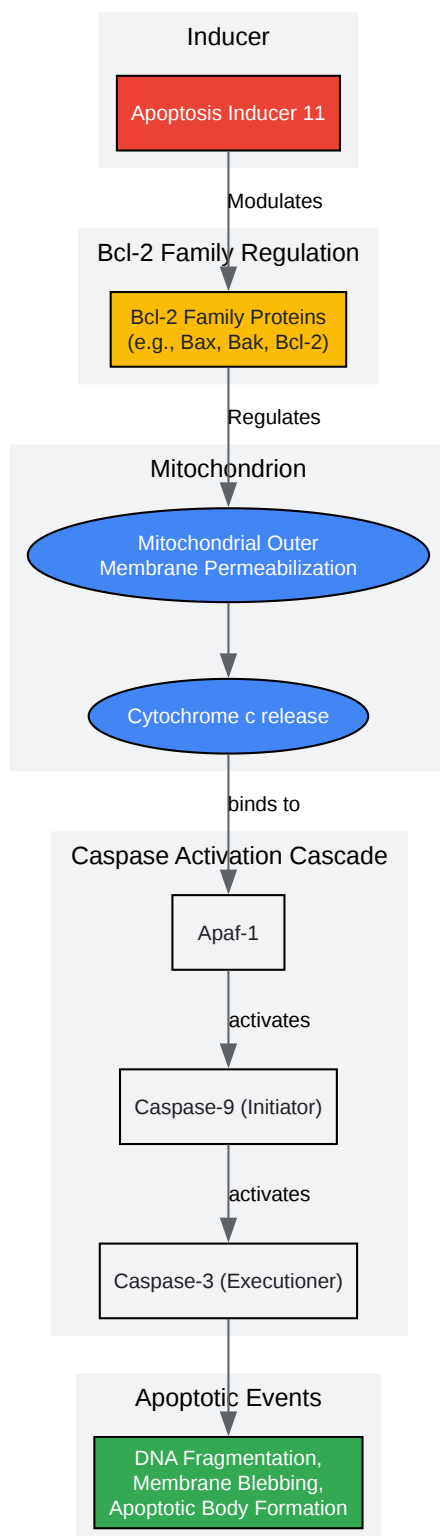 Inducer
Apoptosis Inducer 11
Modulates
Bcl-2 Family Regulation
Bcl-2 Family Proteins
(e.g., Bax, Bak, Bcl-2)
Regulates
Mitochondrion
Mitochondrial Outer
Membrane Permeabilization
Cytochrome c release
binds to
Caspase Activation Cascade
Apaf-1
activates
Caspase-9 (Initiator)
activates
Caspase-3 (Executioner)
Apoptotic Events
DNA Fragmentation,
Membrane Blebbing,
Apoptotic Body Formation